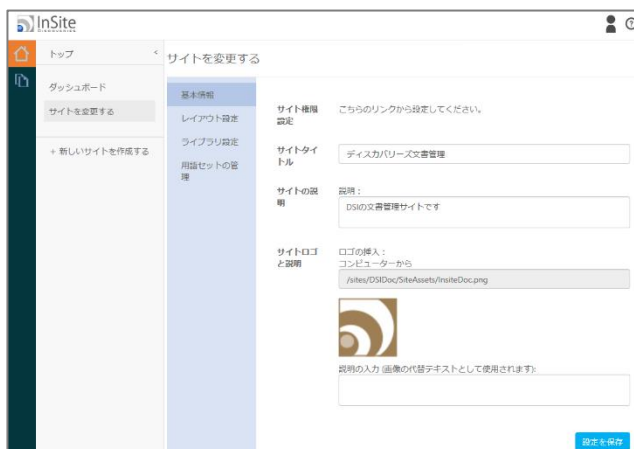 InSite
トップ
<
サイトを変更する
ダッシュボード
サイトを変更する
+ 新しいサイトを作成する
基本情報
レイアウト設定
ライブラリ設定
用語セットの管
理
サイト権限
設定
こちらのリンクから設定してください。
サイトタイ
トル
ディスカバリーズ文書管理
サイトの説
明
説明：
DSIの文書管理サイトです
サイトロゴ
と説明
ロゴの挿入：
コンピューターから
/sites/DSIDoc/SiteAssets/InsiteDoc.png
説明の入力 (画像の代替テキストとして使用されます):
設定を保存